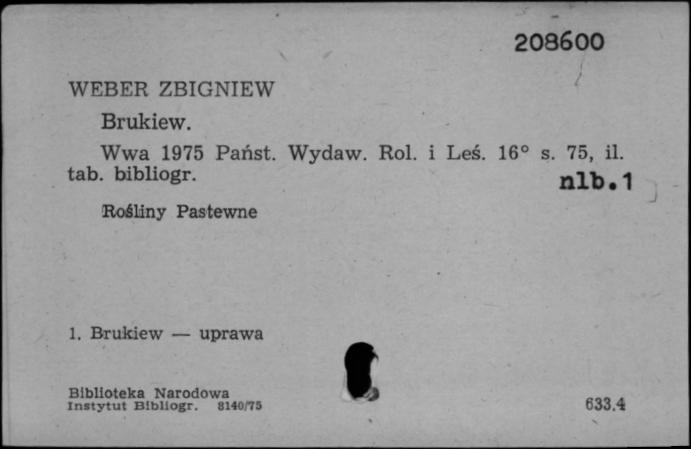 208600
WEBER ZBIGNIEW
Brukiew.
Wwa 1975 Państ. Wydaw. Rol. i Leś. 16° s. 75, il.
tab. bibliogr.
nlb.1
Rośliny Pastewne
1. Brukiew — uprawa
Biblioteka Narodowa
Instytut Bibliogr. 8140/75
633.4